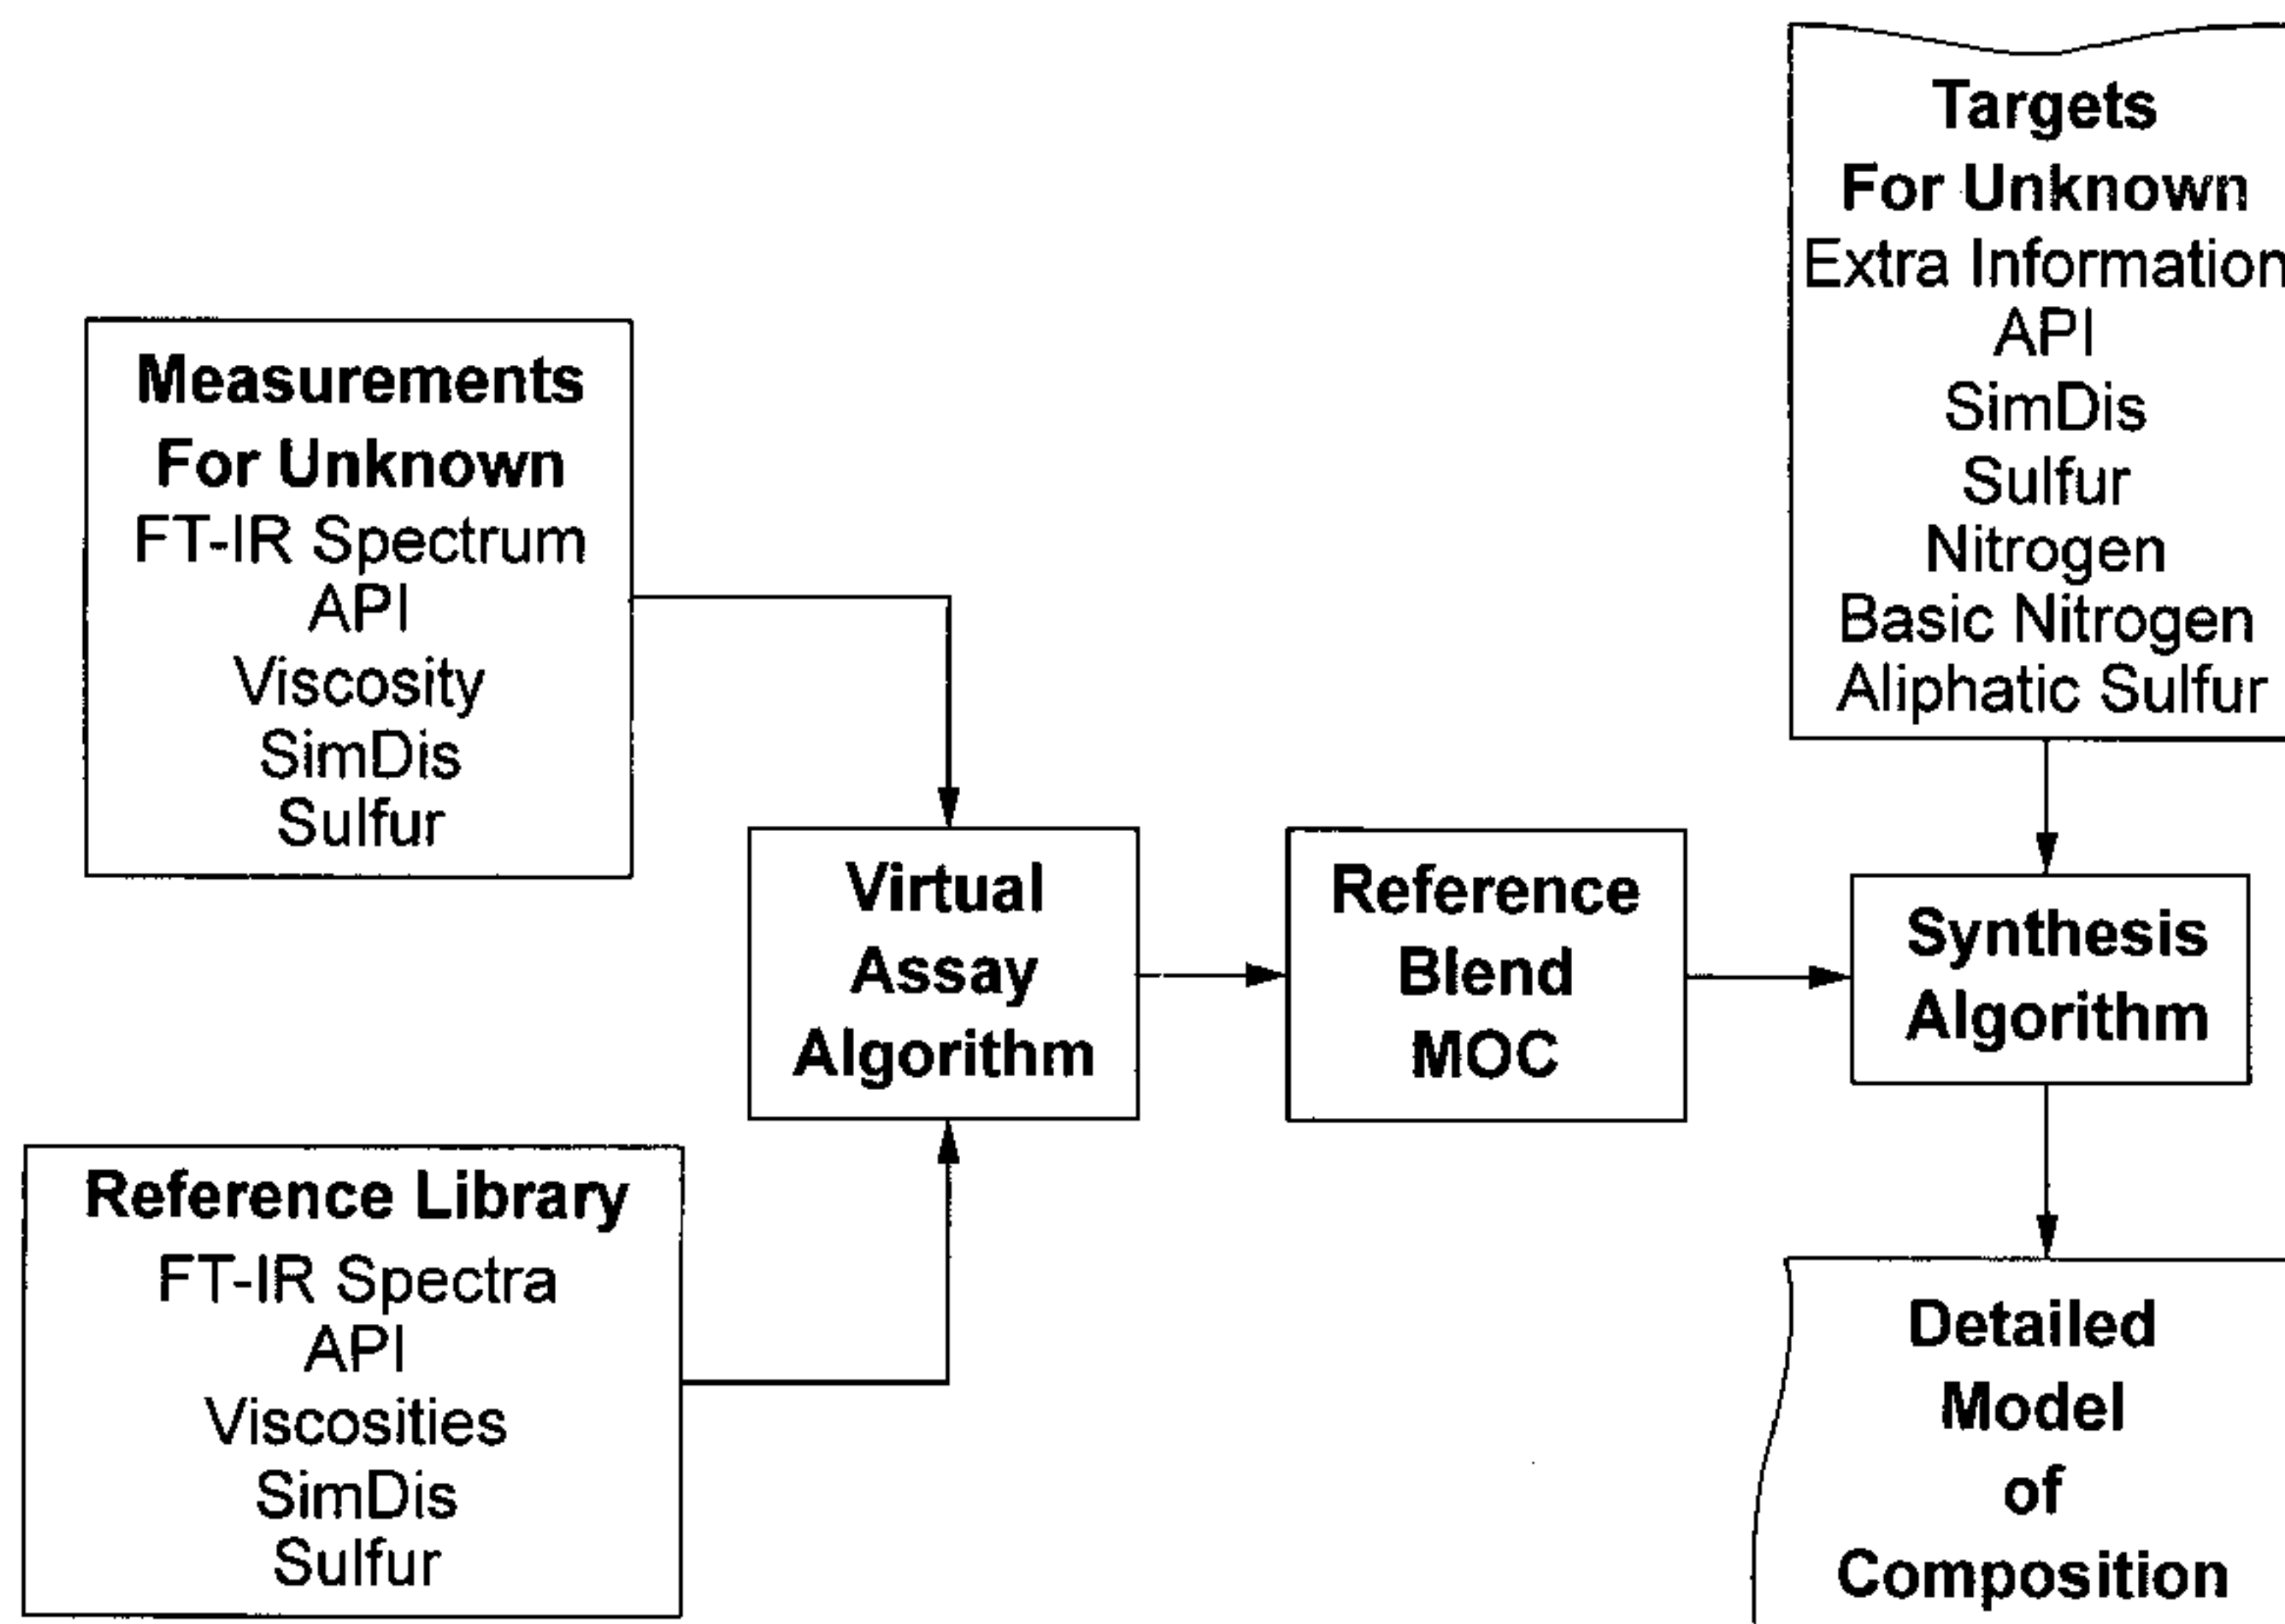 Targets
For Unknown
Extra Information
API
SimDis
Sulfur
Nitrogen
Basic Nitrogen
Aliphatic Sulfur
Measurements
For Unknown
FT-IR Spectrum
API
Viscosity
SimDis
Sulfur
Virtual
Assay
Algorithm
Reference
Blend
MOC
Synthesis
Algorithm
Reference Library
FT-IR Spectra
API
Viscosities
SimDis
Sulfur
Detailed
Model
of
Composition